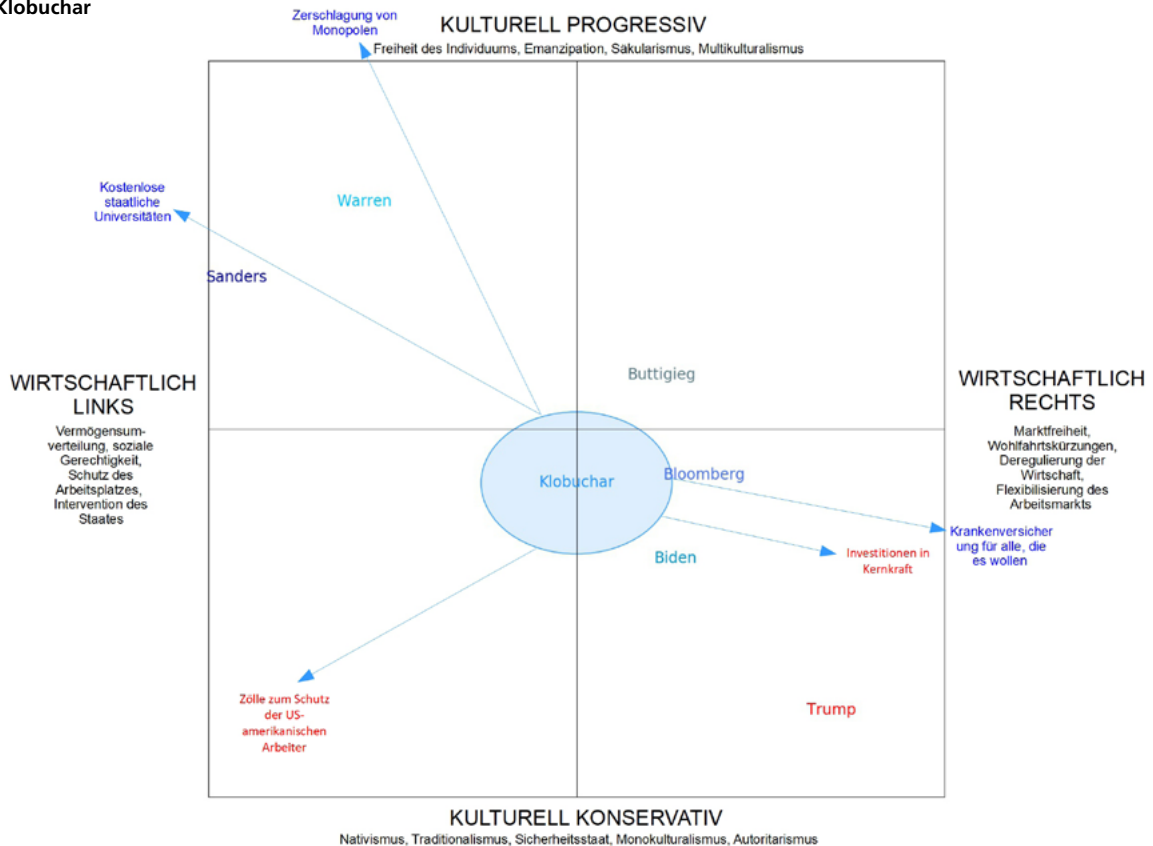 Klobuchar
Zerschlagung von
Monopolen
KULTURELL PROGRESSIV
Freiheit des Individuums, Emanzipation, Säkularismus, Multikulturalismus
Kostenlose
staatliche
Universitäten
Warren
Sanders
WIRTSCHAFTLICH
LINKS
Vermögensum-
verteilung, soziale
Gerechtigkeit,
Schutz des
Arbeitsplatzes,
Intervention des
Staates
Buttigieg
WIRTSCHAFTLICH
RECHTS
Marktfreiheit,
Wohlfahrtskürzungen,
Deregulierung der
Wirtschaft,
Flexibilisierung des
Arbeitsmarkts
Klobuchar
Bloomberg
Biden
Krankenversicher
ung für alle, die
es wollen
Investitionen in
Kernkraft
Zölle zum Schutz
der US-
amerikanischen
Arbeiter
Trump
KULTURELL KONSERVATIV
Nativismus, Traditionalismus, Sicherheitsstaat, Monokulturalismus, Autoritarismus